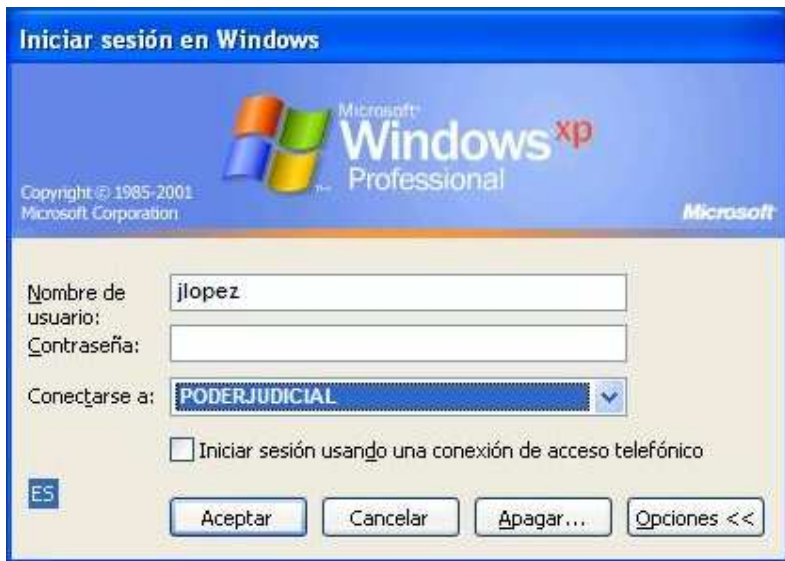 Iniciar sesión en Windows
Microsoft®
Windows xp
Professional
Copyright © 1985-2001
Microsoft Corporation
Microsoft
Nombre de
usuario:
jlopez
Contraseña:
Conectarse a:
PODERJUDICIAL
Iniciar sesión usando una conexión de acceso telefónico
ES
Aceptar
Cancelar
Apagar...
Opciones <<